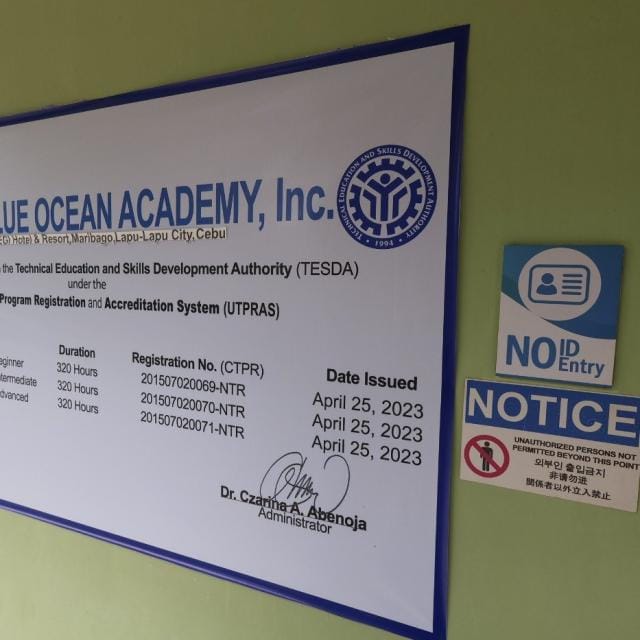 LUE OCEAN ACADEMY, Inc.
EG) Hotel & Resort,Maribago,Lapu-Lapu City,Cebu
the Technical Education and Skills Development Authority (TESDA)
under the
Program Registration and Accreditation System (UTPRAS)
Duration Registration No. (CTPR) Date Issued
eginner 320 Hours 201507020069-NTR April 25, 2023
ntermediate 320 Hours 201507020070-NTR April 25, 2023
dvanced 320 Hours 201507020071-NTR April 25, 2023
Dr. Czarina A. Abenoja
Administrator
TECHNICAL EDUCATION AND SKILLS DEVELOPMENT AUTHORITY
1994
NO ID Entry
NOTICE
UNAUTHORIZED PERSONS NOT
PERMITTED BEYOND THIS POINT
외부인 출입금지
非请勿进
関係者以外立入禁止